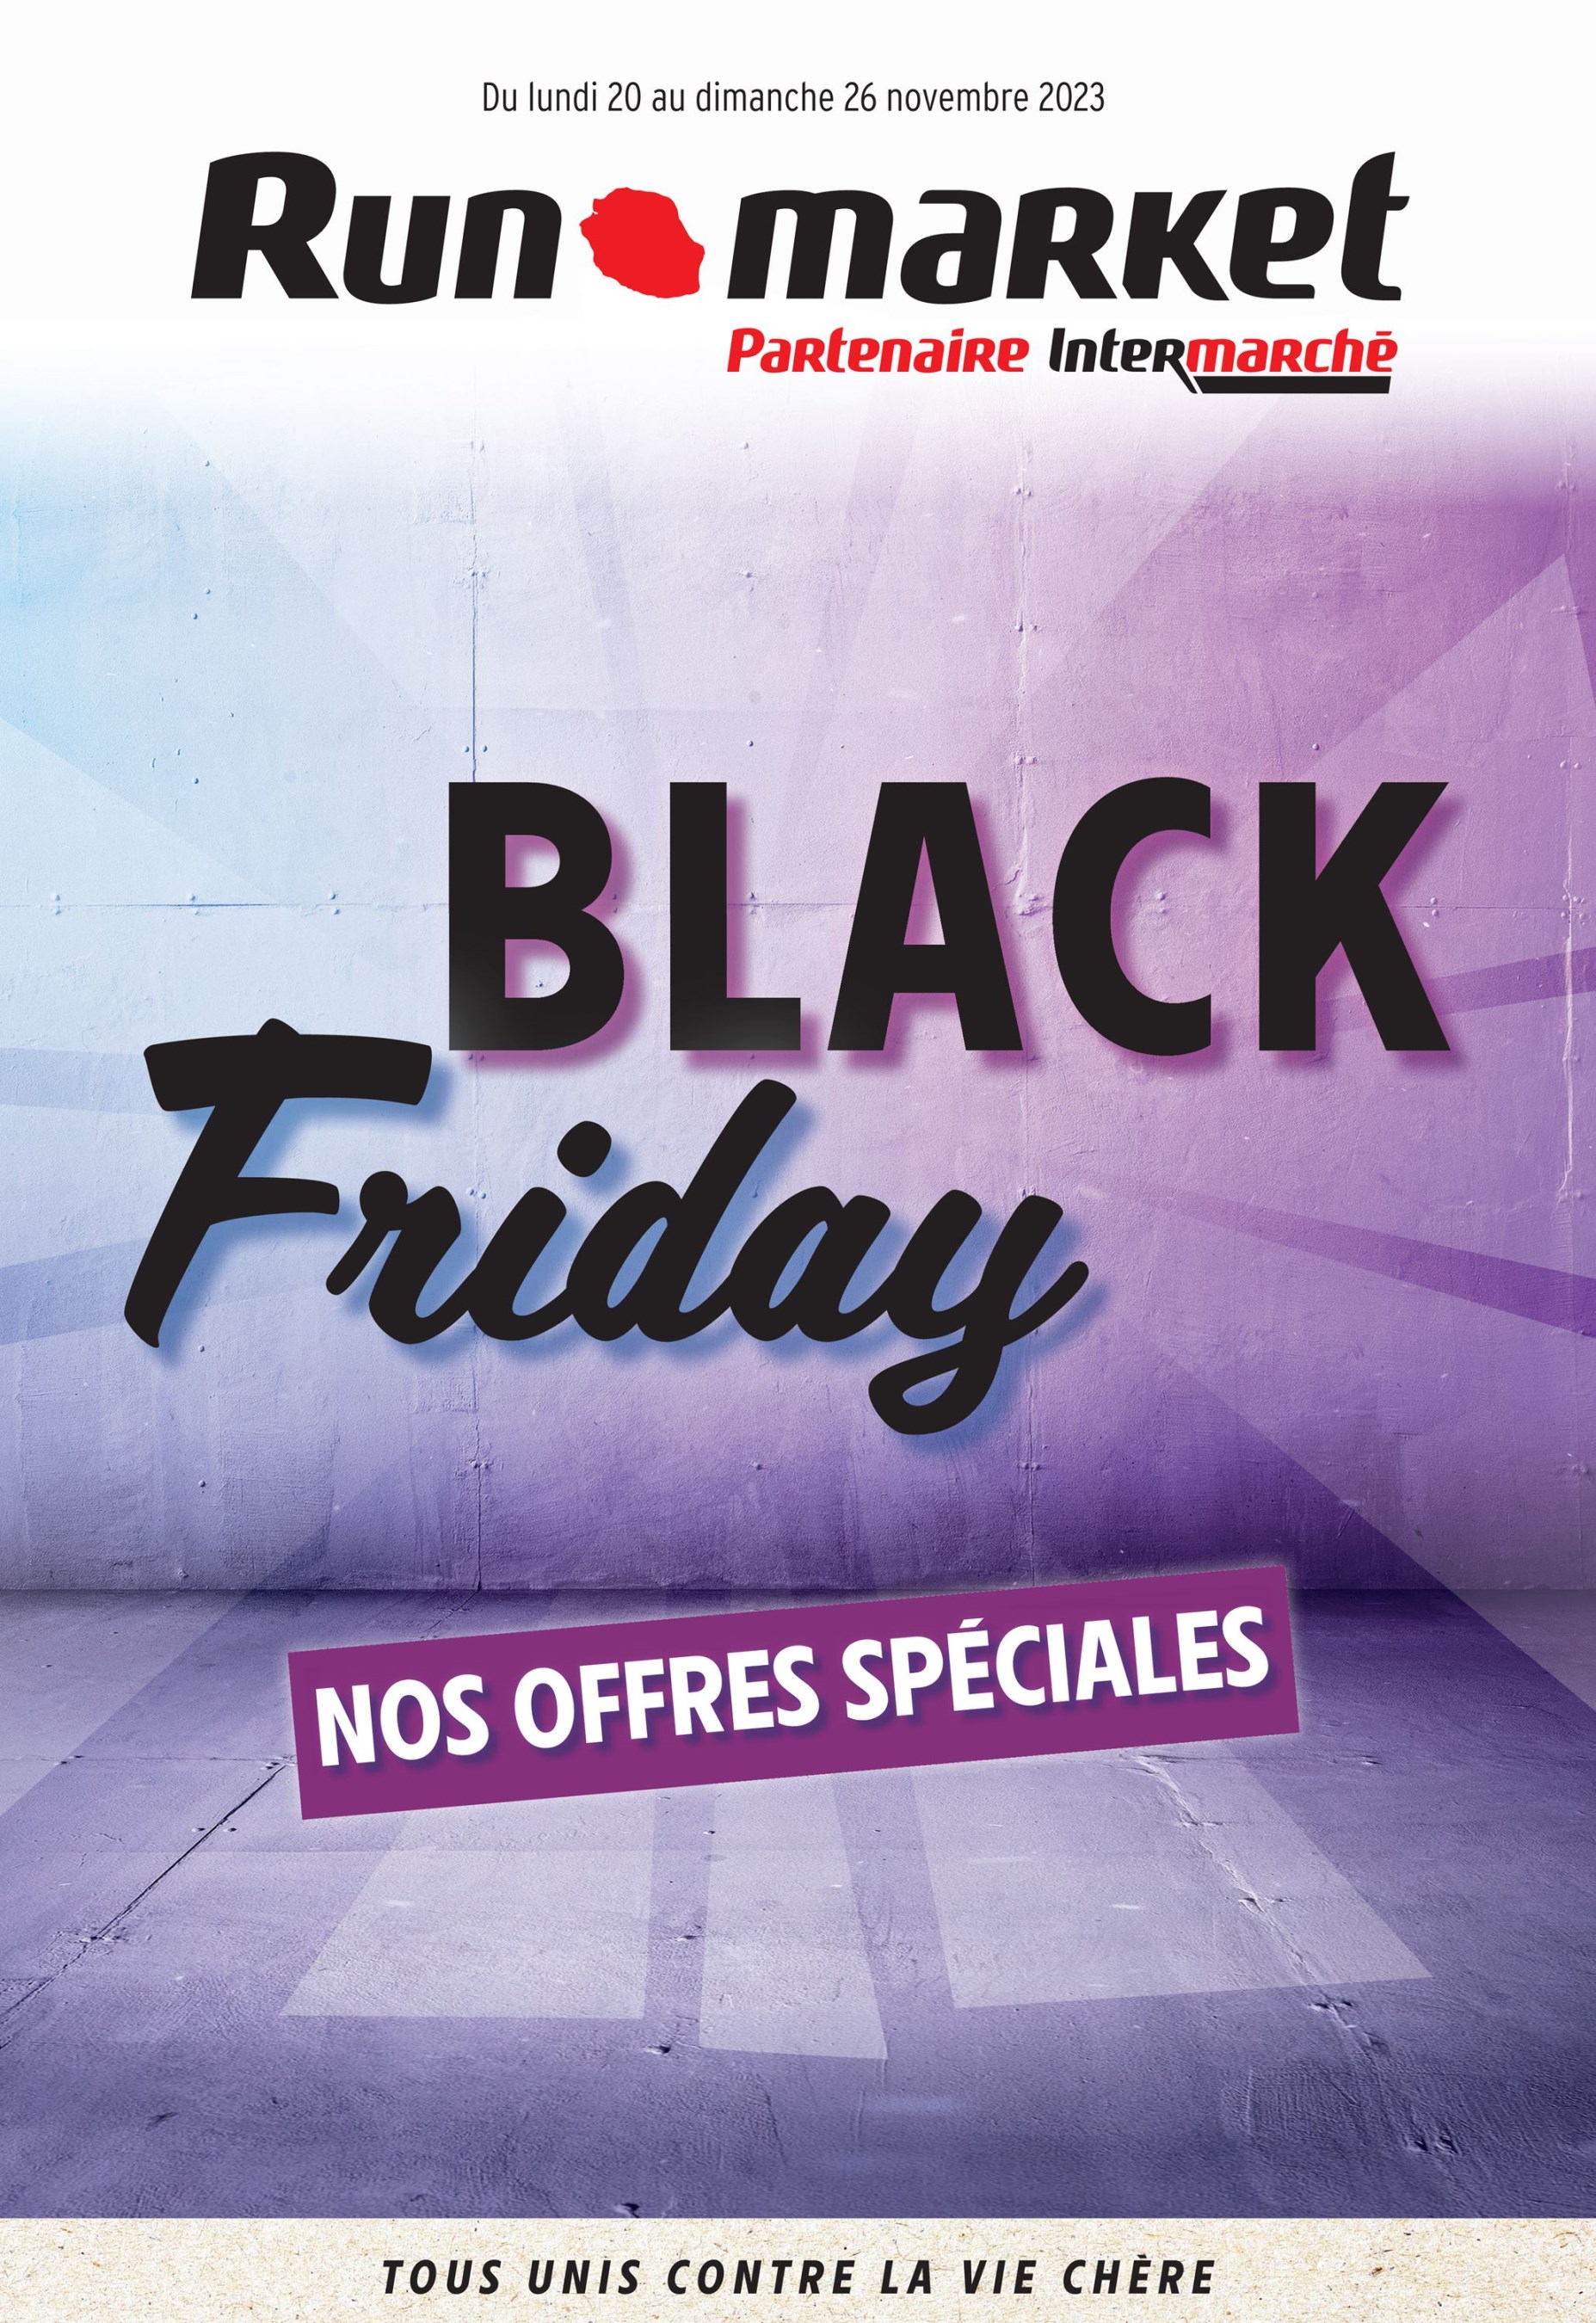 Du lundi 20 au dimanche 26 novembre 2023
Run market
Partenaire Intermarché
BLACK
Friday
NOS OFFRES SPÉCIALES
TOUS UNIS CONTRE LA VIE CHÈRE